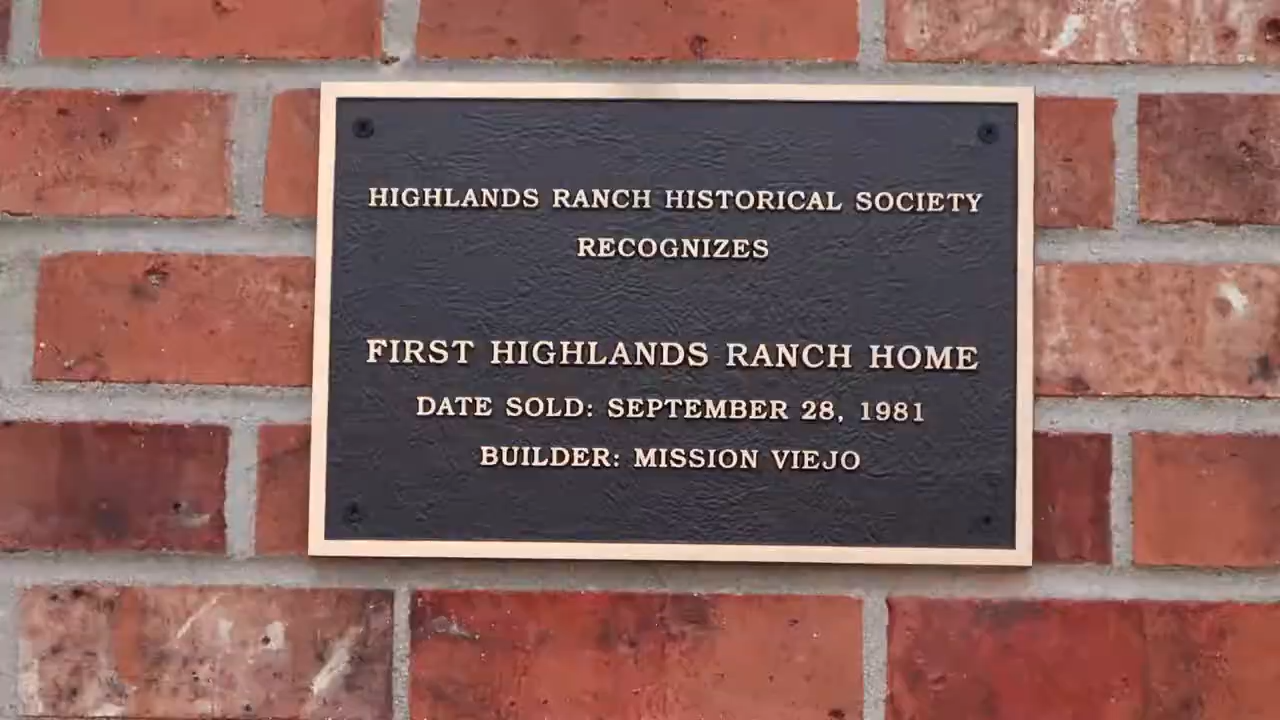 HIGHLANDS RANCH HISTORICAL SOCIETY
RECOGNIZES
FIRST HIGHLANDS RANCH HOME
DATE SOLD: SEPTEMBER 28, 1981
BUILDER: MISSION VIEJO